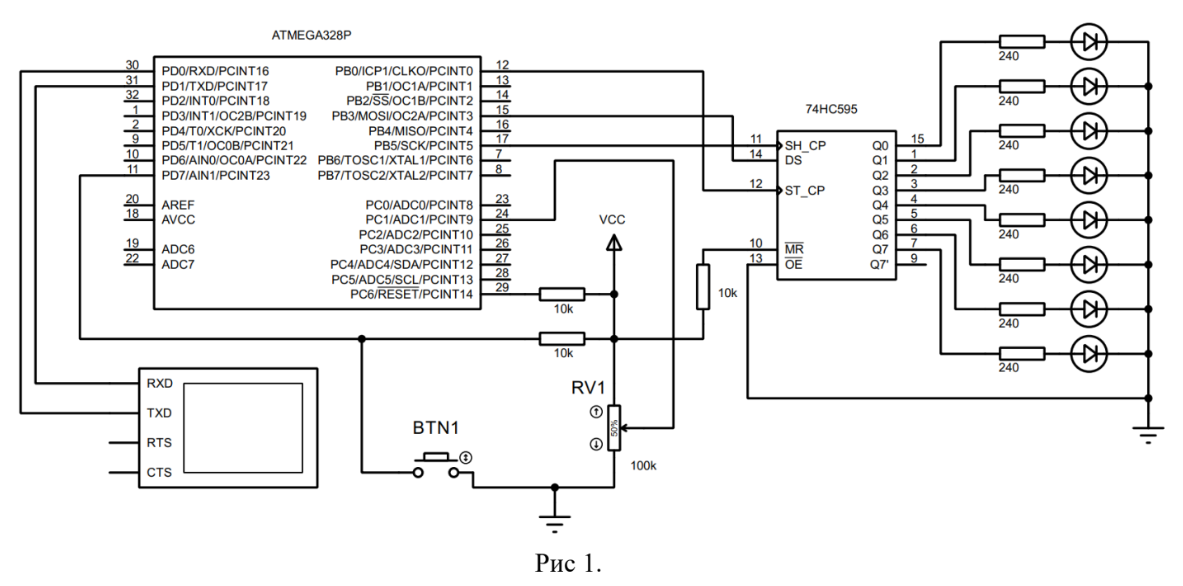 ATMEGA328P
30 PD0/RXD/PCINT16 PB0/ICP1/CLKO/PCINT0 12
31 PD1/TXD/PCINT17 PB1/OC1A/PCINT1 13
32 PD2/INT0/PCINT18 PB2/SS/OC1B/PCINT2 14
1 PD3/INT1/OC2B/PCINT19 PB3/MOSI/OC2A/PCINT3 15
2 PD4/T0/XCK/PCINT20 PB4/MISO/PCINT4 16
9 PD5/T1/OC0B/PCINT21 PB5/SCK/PCINT5 17
10 PD6/AIN0/OC0A/PCINT22 PB6/TOSC1/XTAL1/PCINT6 7
11 PD7/AIN1/PCINT23 PB7/TOSC2/XTAL2/PCINT7 8
20 AREF PC0/ADC0/PCINT8 23
18 AVCC PC1/ADC1/PCINT9 24
PC2/ADC2/PCINT10 25
19 ADC6 PC3/ADC3/PCINT11 26
22 ADC7 PC4/ADC4/SDA/PCINT12 27
PC5/ADC5/SCL/PCINT13 28
PC6/RESET/PCINT14 29
74HC595
11 SH_CP Q0 15
14 DS Q1 1
Q2 2
12 ST_CP Q3 3
Q4 4
Q5 5
Q6 6
10 MR Q7 7
13 OE Q7' 9
240
240
240
240
240
240
240
240
VCC
10k
10k
10k
RV1
50%
100k
BTN1
RXD
TXD
RTS
CTS
Рис 1.